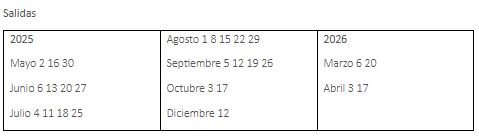 Salidas
2025
Mayo 2 16 30
Junio 6 13 20 27
Julio 4 11 18 25
Agosto 1 8 15 22 29
Septiembre 5 12 19 26
Octubre 3 17
Diciembre 12
2026
Marzo 6 20
Abril 3 17